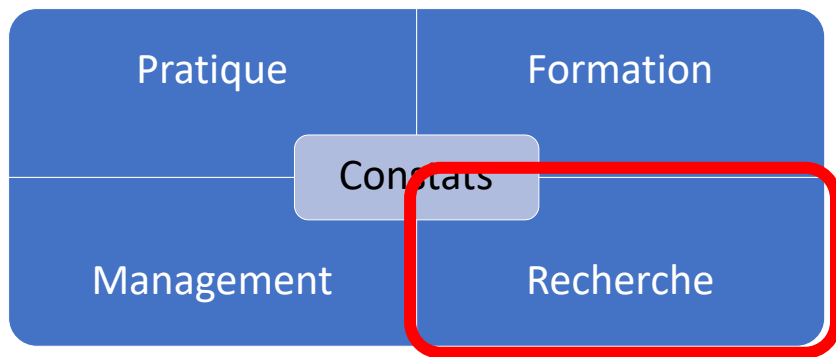 Pratique
Formation
Constats
Management
Recherche